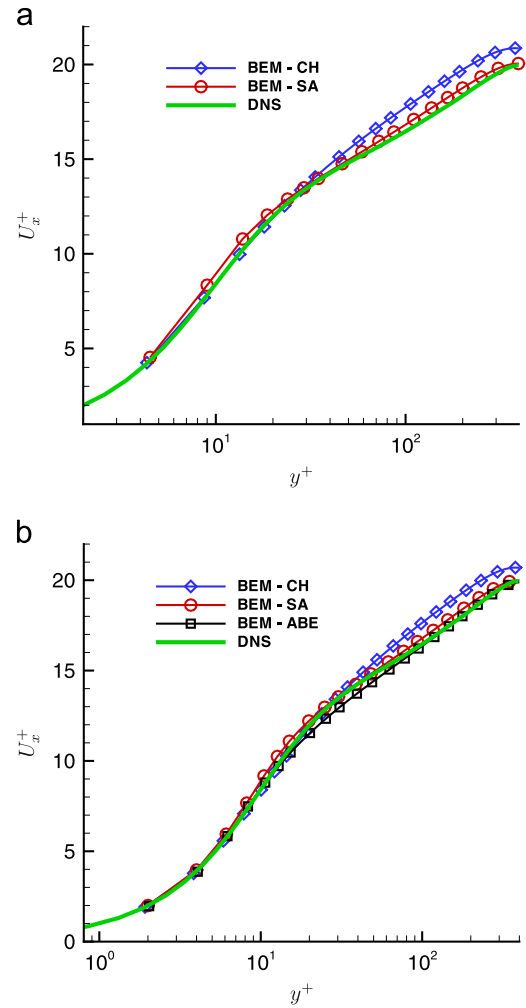 a
20
15
10
5
U_x^+
BEM - CH
BEM - SA
DNS
10^1
10^2
y^+
b
20
15
10
5
0
U_x^+
BEM - CH
BEM - SA
BEM - ABE
DNS
10^0
10^1
10^2
y^+